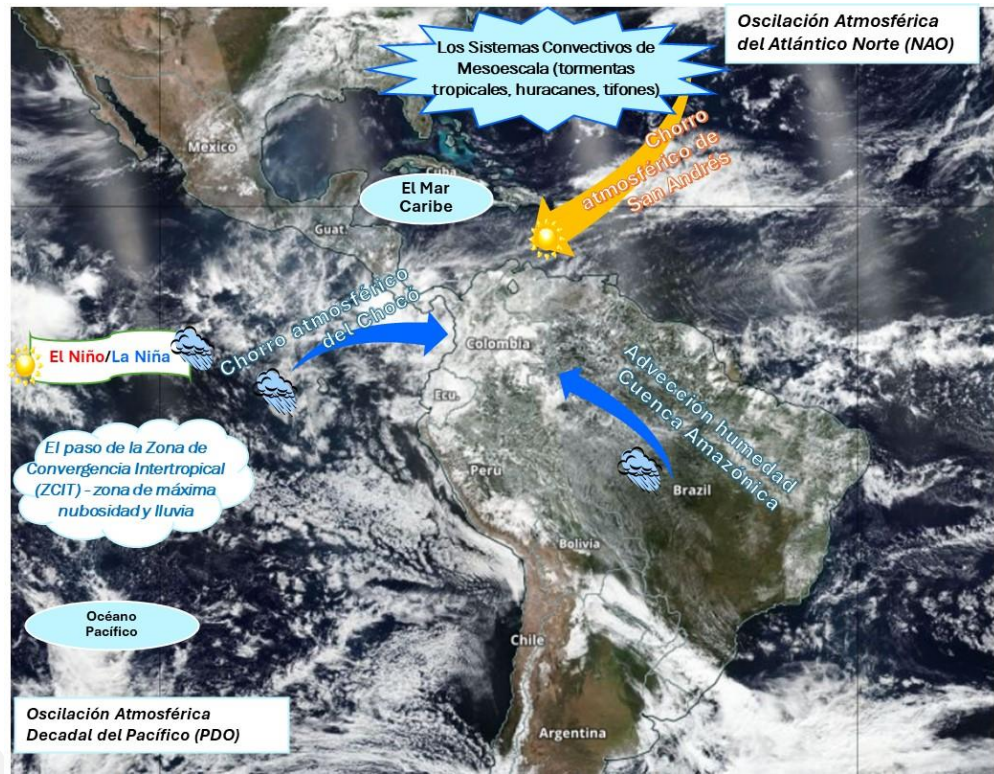 Oscilación Atmosférica
del Atlántico Norte (NAO)
Los Sistemas Convectivos de
Mesoescala (tormentas
tropicales, huracanes, tifones)
Chorro
atmosférico de
San Andrés
Mexico
Cuba
El Mar
Caribe
Guat.
Chorro atmosférico
del Chocó
El Niño/La Niña
Colombia
Ecu.
Advección humedad
Cuenca Amazónica
El paso de la Zona de
Convergencia Intertropical
(ZCIT) - zona de máxima
nubosidad y lluvia
Peru
Brazil
Bolivia
Océano
Pacífico
Chile
Oscilación Atmosférica
Decadal del Pacífico (PDO)
Argentina